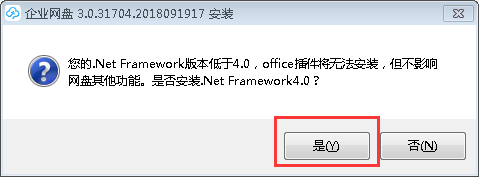 企业网盘 3.0.31704.2018091917 安装
您的.Net Framework版本低于4.0，office插件将无法安装，但不影响
网盘其他功能。是否安装.Net Framework4.0？
是(Y) 否(N)